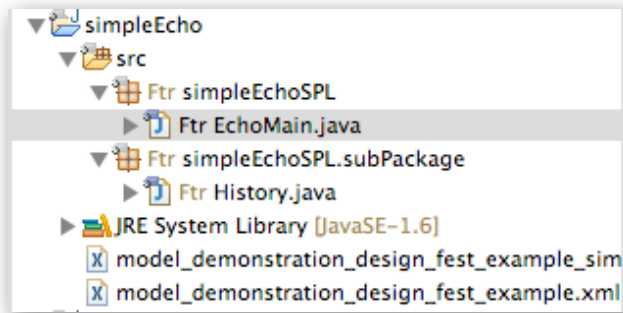 simpleEcho
src
Ftr simpleEchoSPL
Ftr EchoMain.java
Ftr simpleEchoSPL.subPackage
Ftr History.java
JRE System Library [JavaSE-1.6]
model_demonstration_design_fest_example_sim
model_demonstration_design_fest_example.xml